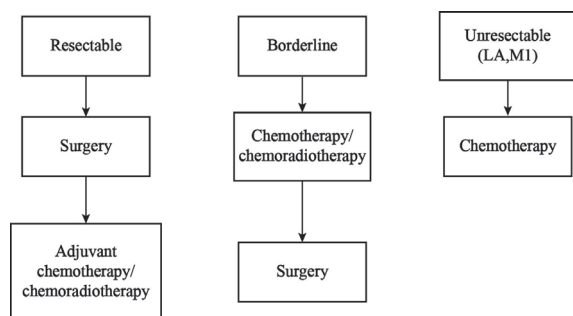 Resectable
Surgery
Adjuvant
chemotherapy/
chemoradiotherapy
Borderline
Chemotherapy/
chemoradiotherapy
Surgery
Unresectable
(LA,M1)
Chemotherapy